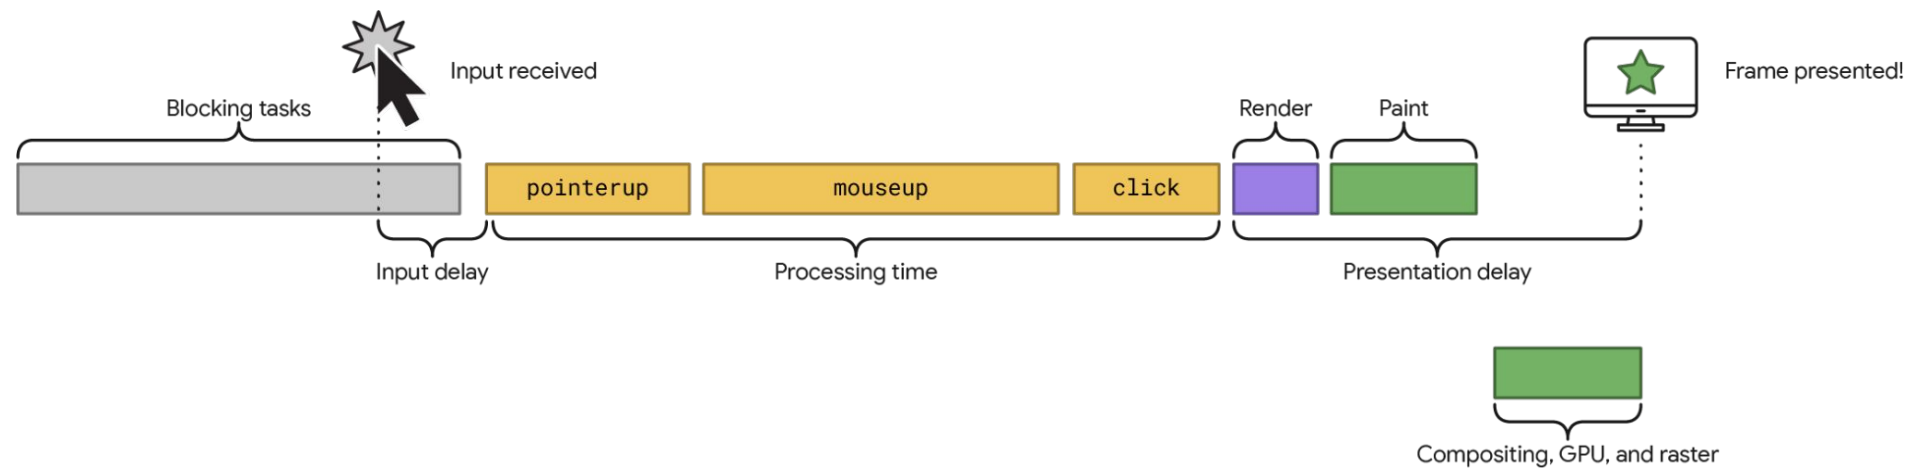 Input received
Frame presented!
Blocking tasks
Render
Paint
pointerup
mouseup
click
Input delay
Processing time
Presentation delay
Compositing, GPU, and raster